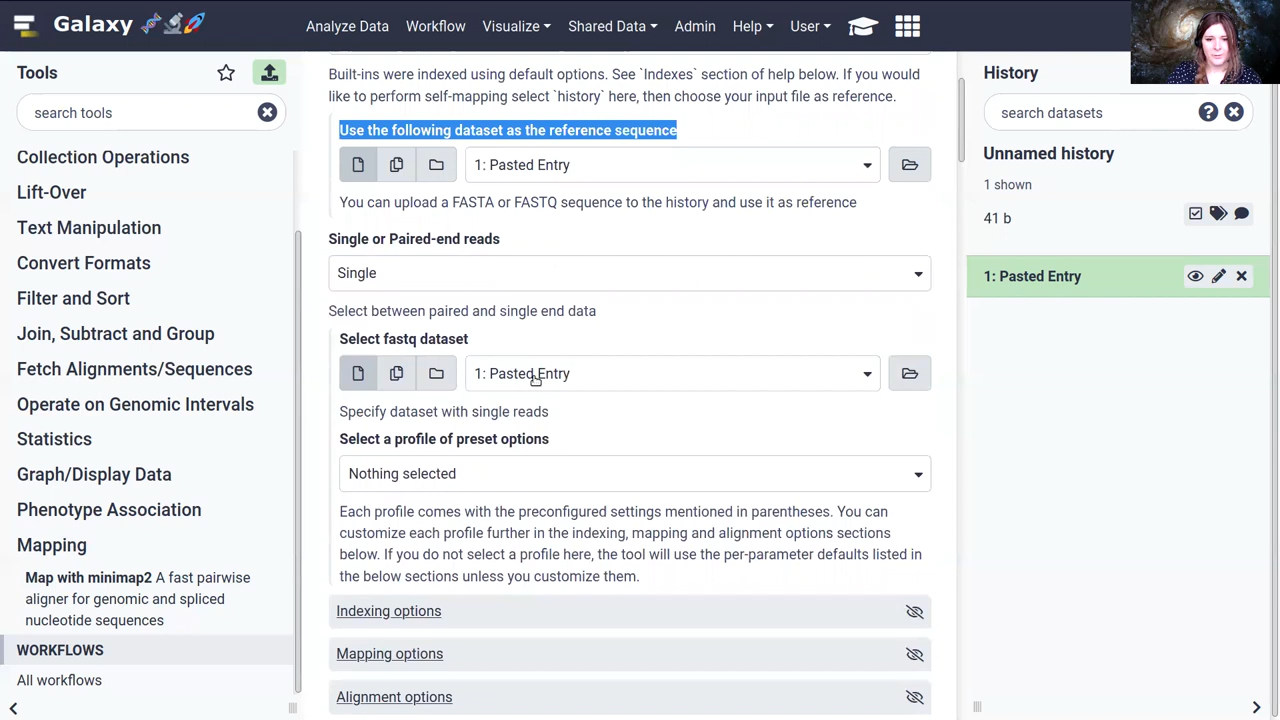 Galaxy
Analyze Data
Workflow
Visualize
Shared Data
Admin
Help
User
Tools
search tools
Collection Operations
Lift-Over
Text Manipulation
Convert Formats
Filter and Sort
Join, Subtract and Group
Fetch Alignments/Sequences
Operate on Genomic Intervals
Statistics
Graph/Display Data
Phenotype Association
Mapping
Map with minimap2 A fast pairwise
aligner for genomic and spliced
nucleotide sequences
WORKFLOWS
All workflows
Built-ins were indexed using default options. See `Indexes` section of help below. If you would
like to perform self-mapping select `history` here, then choose your input file as reference.
Use the following dataset as the reference sequence
1: Pasted Entry
You can upload a FASTA or FASTQ sequence to the history and use it as reference
Single or Paired-end reads
Single
Select between paired and single end data
Select fastq dataset
1: Pasted Entry
Specify dataset with single reads
Select a profile of preset options
Nothing selected
Each profile comes with the preconfigured settings mentioned in parentheses. You can
customize each profile further in the indexing, mapping and alignment options sections
below. If you do not select a profile here, the tool will use the per-parameter defaults listed in
the below sections unless you customize them.
Indexing options
Mapping options
Alignment options
History
search datasets
Unnamed history
1 shown
41 b
1: Pasted Entry